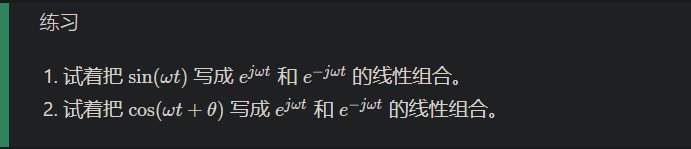 练习
1. 试着把 sin(ωt) 写成 e^{jωt} 和 e^{-jωt} 的线性组合。
2. 试着把 cos(ωt + θ) 写成 e^{jωt} 和 e^{-jωt} 的线性组合。